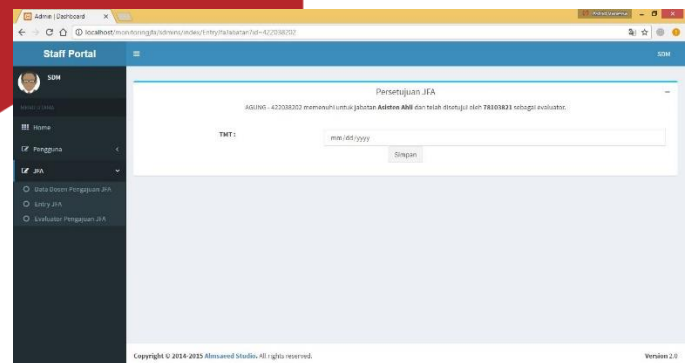 Admin | Dashboard
localhost/monitoringjfa/admins/index/EntryJfaJabatan?id=422038202
Staff Portal
SDM
SDM
Persetujuan JFA
AGUNG - 422038202 memenuhi untuk jabatan Asisten Ahli dan telah disetujui oleh 78103821 sebagai evaluator.
Home
TMT :
mm/dd/yyyy
Pengguna
Simpan
JFA
Data Dosen Pengajuan JFA
Entry JFA
Evaluator Pengajuan JFA
Copyright © 2014-2015 Almsaeed Studio. All rights reserved.
Version 2.0